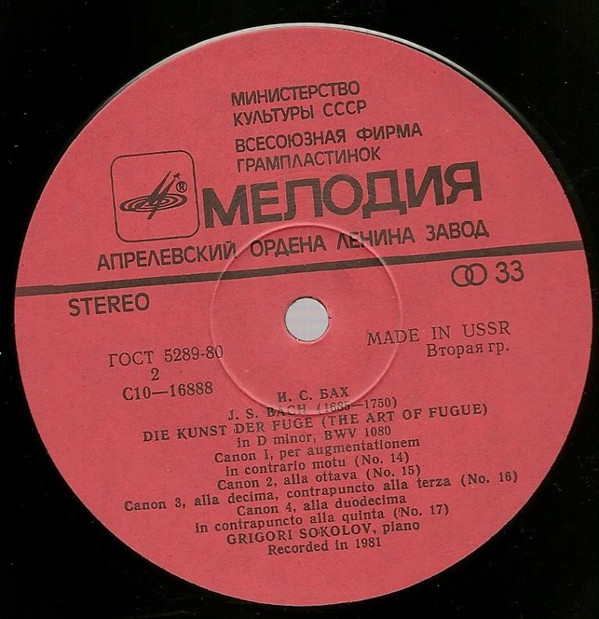 МИНИСТЕРСТВО
КУЛЬТУРЫ СССР
ВСЕСОЮЗНАЯ ФИРМА
ГРАМПЛАСТИНОК
®
МЕЛОДИЯ
АПРЕЛЕВСКИЙ ОРДЕНА ЛЕНИНА ЗАВОД
STEREO
33
ГОСТ 5289-80
2
С10—16888
MADE IN USSR
Вторая гр.
И. С. БАХ
J. S. BACH (1685—1750)
DIE KUNST DER FUGE (THE ART OF FUGUE)
in D minor, BWV 1080
Canon 1, per augmentationem
in contrario motu (No. 14)
Canon 2, alla ottava (No. 15)
Canon 3, alla decima, contrapuncto alla terza (No. 16)
Canon 4, alla duodecima
in contrapuncto alla quinta (No. 17)
GRIGORI SOKOLOV, piano
Recorded in 1981